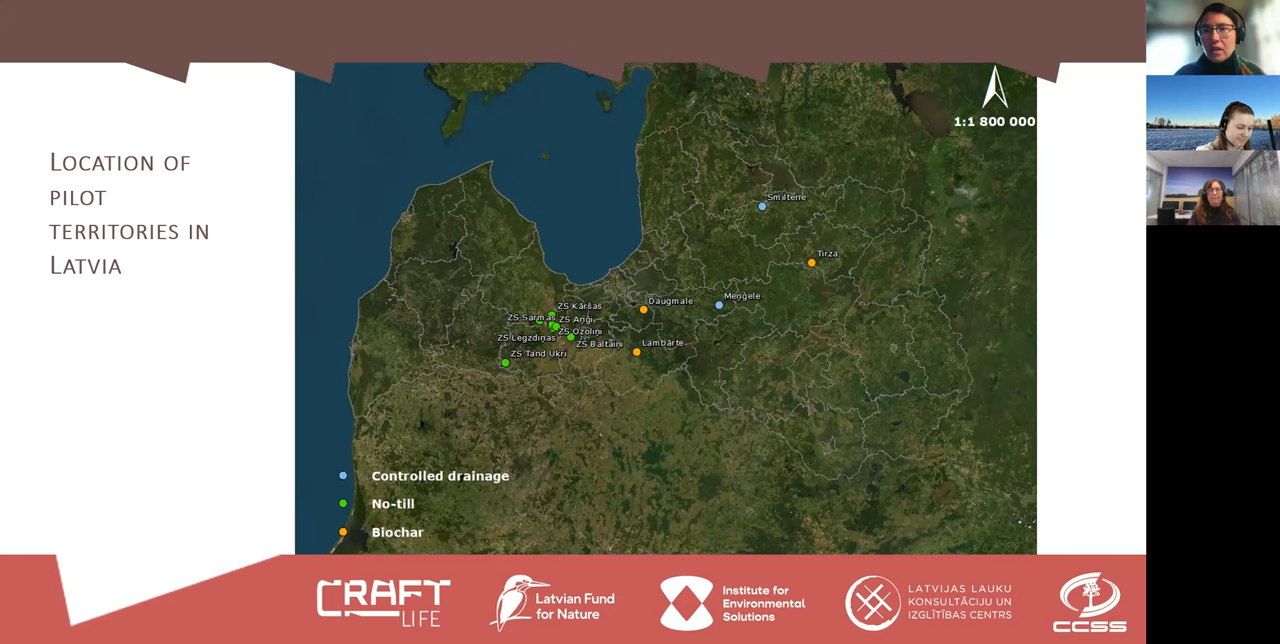 LOCATION OF
PILOT
TERRITORIES IN
LATVIA
1:1 800 000
Smiltene
Tirza
Daugmale
Meņģele
ZS Kāršas
ZS Sarmas
ZS Aņģi
ZS Ozoliņi
ZS Legzdiņas
ZS Baltaiņi
Lambārte
ZS Tand Ukri
Controlled drainage
No-till
Biochar
CRAFT
LIFE
Latvian Fund
for Nature
Institute for
Environmental
Solutions
LATVIJAS LAUKU
KONSULTĀCIJU UN
IZGLĪTĪBAS CENTRS
CCSS